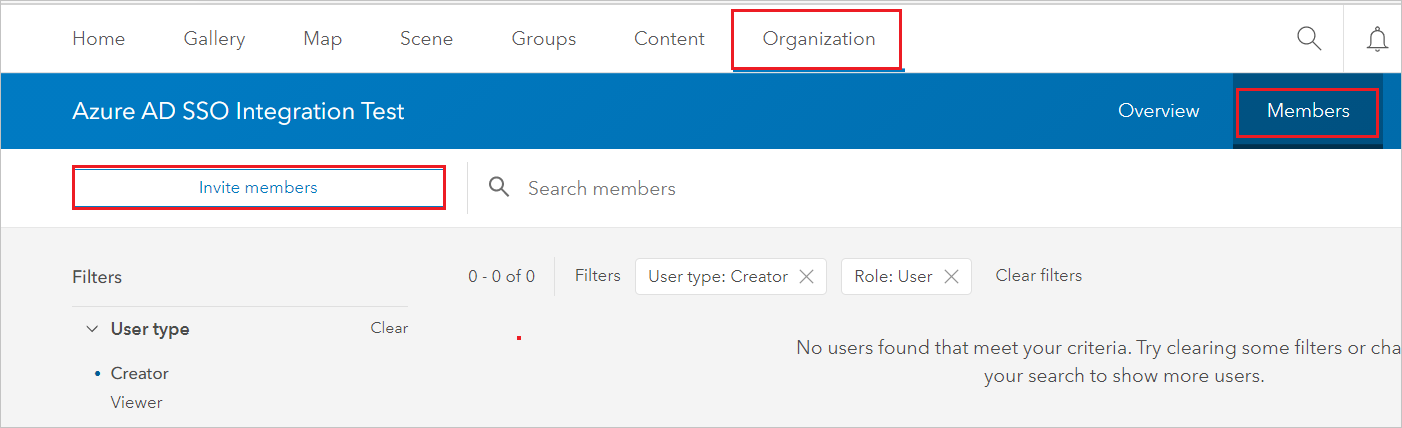 Home Gallery Map Scene Groups Content Organization
Azure AD SSO Integration Test Overview Members
Invite members Search members
Filters 0 - 0 of 0 Filters User type: Creator Role: User Clear filters
User type Clear
Creator
Viewer
No users found that meet your criteria. Try clearing some filters or cha
your search to show more users.